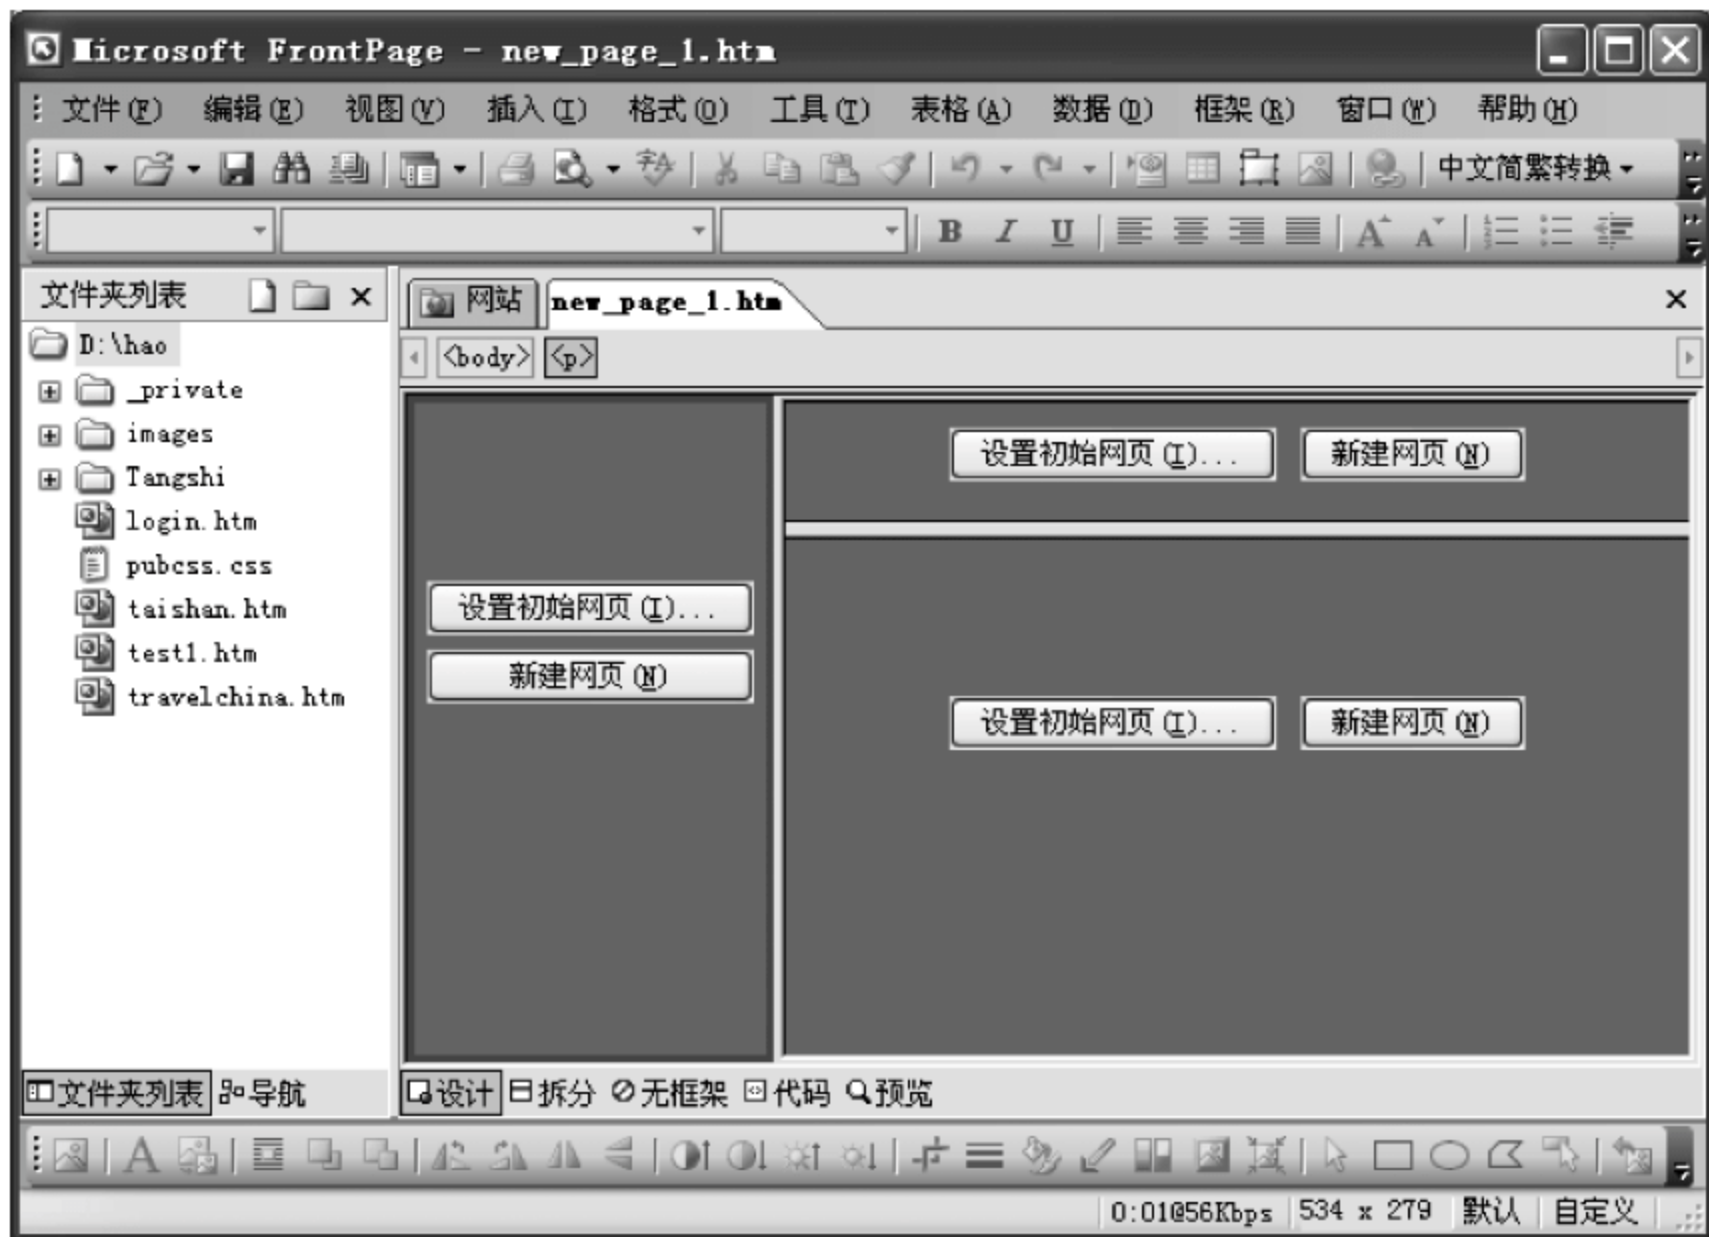 Microsoft FrontPage - new_page_1.htm
文件(F) 编辑(E) 视图(V) 插入(I) 格式(O) 工具(T) 表格(A) 数据(D) 框架(R) 窗口(W) 帮助(H)
中文简繁转换
B I U A A
文件夹列表
网站 new_page_1.htm
D:\hao
<body> <p>
_private
images
Tangshi
login.htm
pubcss.css
taishan.htm
test1.htm
travelchina.htm
设置初始网页(I)...
新建网页(N)
设置初始网页(I)... 新建网页(N)
设置初始网页(I)... 新建网页(N)
文件夹列表 导航
设计 拆分 无框架 代码 预览
A
0:01@56Kbps 534 x 279 默认 自定义